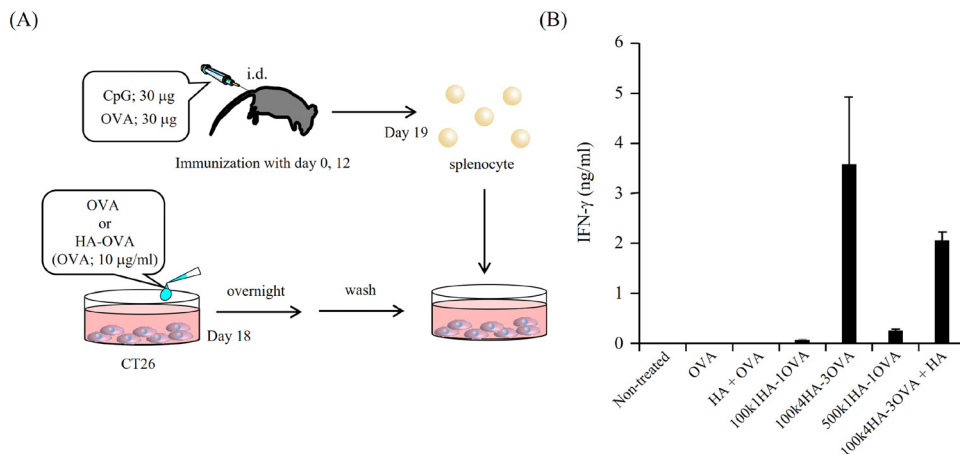 (A)
i.d.
CpG; 30 μg
OVA; 30 μg
Immunization with day 0, 12
Day 19
splenocyte
OVA
or
HA-OVA
(OVA; 10 μg/ml)
overnight
wash
Day 18
CT26
(B)
IFN-γ (ng/ml)
6
5
4
3
2
1
0
Non-treated
OVA
HA + OVA
100k1HA-1OVA
100k4HA-3OVA
500k1HA-1OVA
100k4HA-3OVA + HA